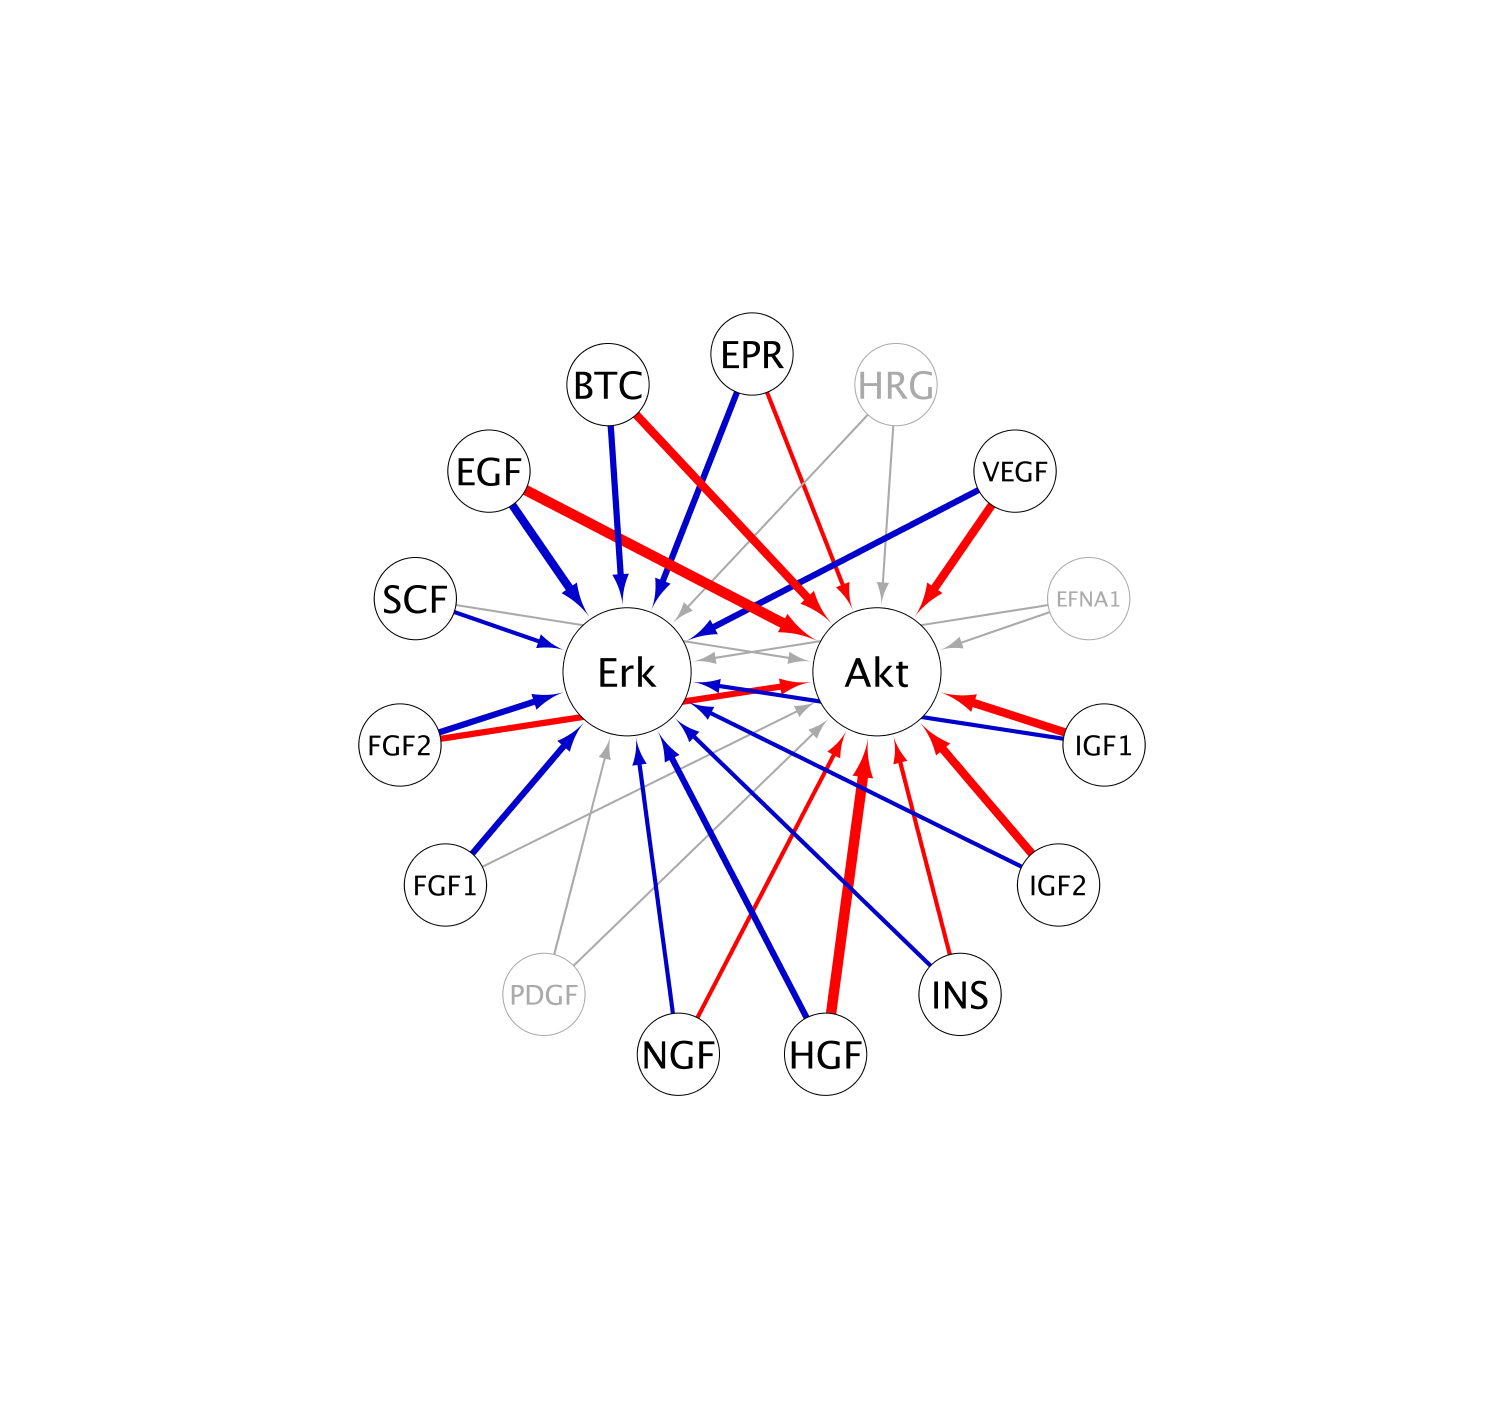 EPR
BTC
HRG
EGF
VEGF
SCF
EFNA1
Erk
Akt
FGF2
IGF1
FGF1
IGF2
PDGF
INS
NGF
HGF